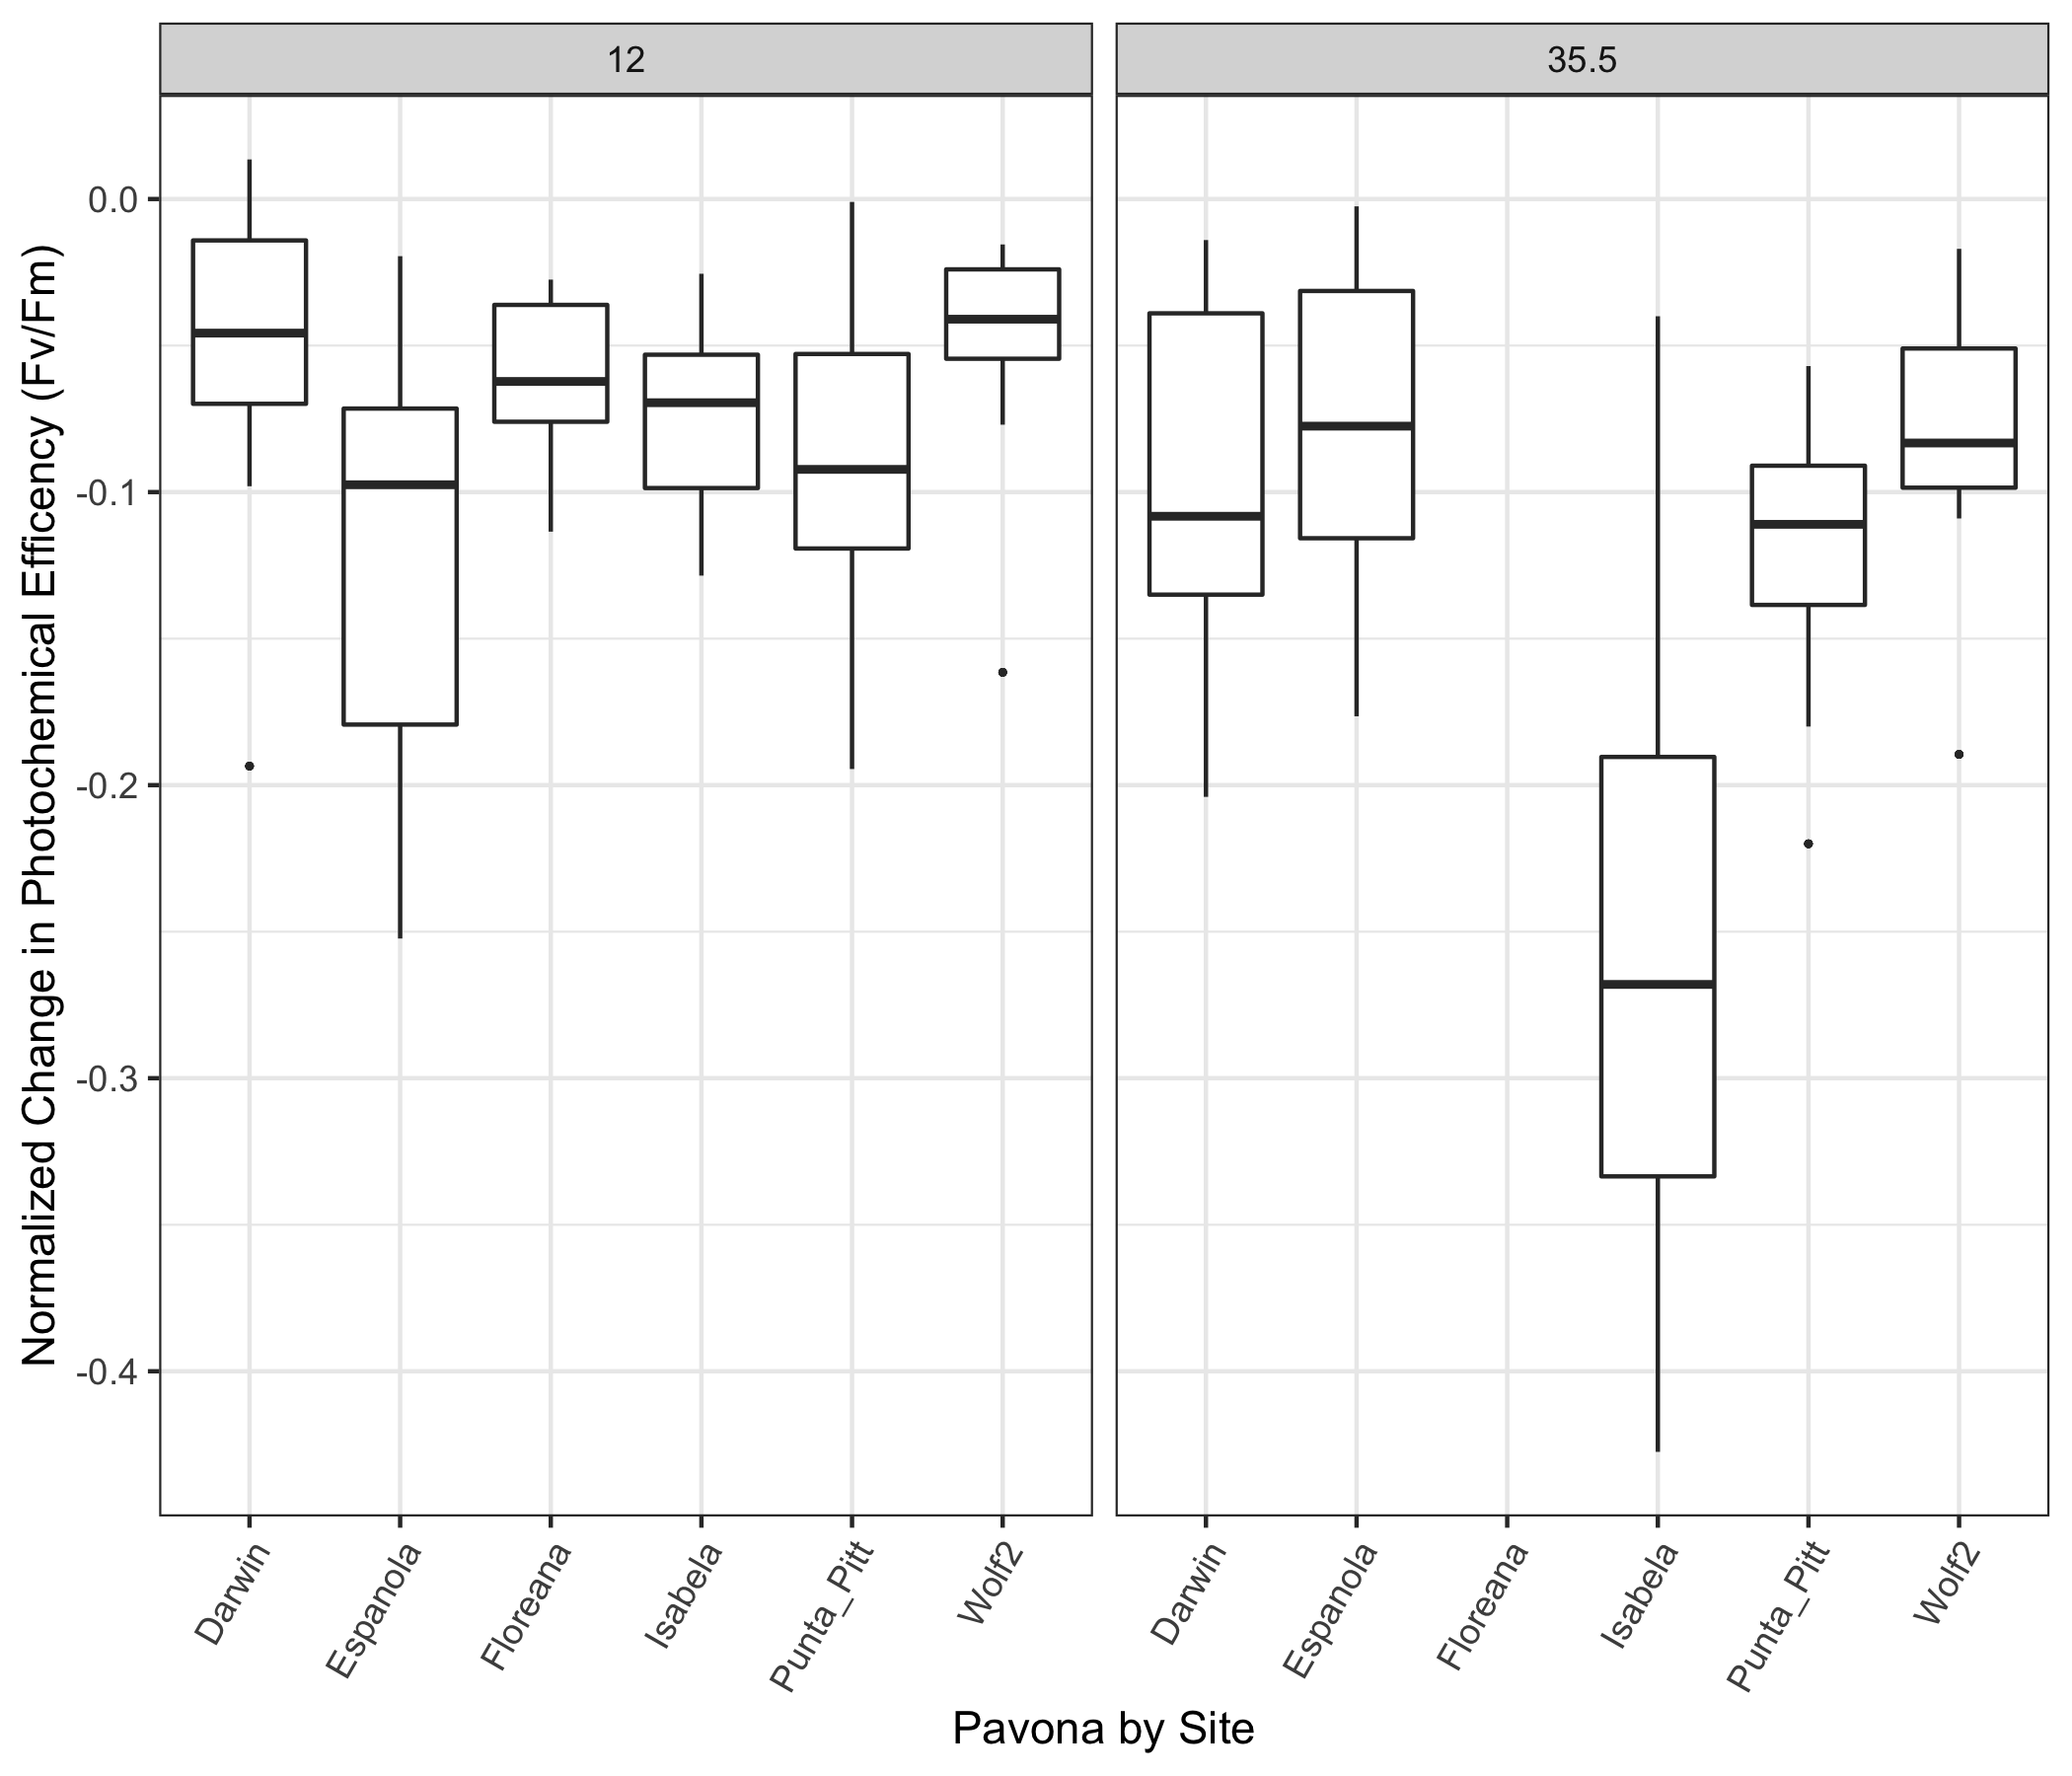 12
35.5
Normalized Change in Photochemical Efficency (Fv/Fm)
0.0
-0.1
-0.2
-0.3
-0.4
Darwin
Espanola
Floreana
Isabela
Punta_Pitt
Wolf2
Darwin
Espanola
Floreana
Isabela
Punta_Pitt
Wolf2
Pavona by Site